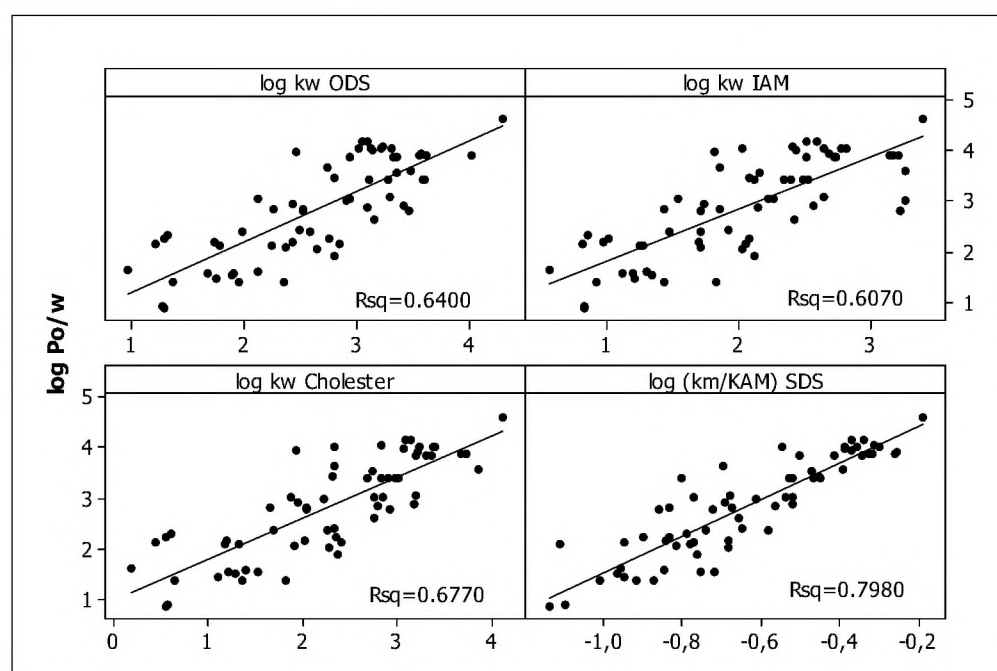 log kw ODS
log kw IAM
5
4
3
2
1
Rsq=0.6400
Rsq=0.6070
1 2 3 4
1 2 3
log Po/w
log kw Cholester
log (km/KAM) SDS
5
4
3
2
1
Rsq=0.6770
Rsq=0.7980
0 1 2 3 4
-1,0 -0,8 -0,6 -0,4 -0,2